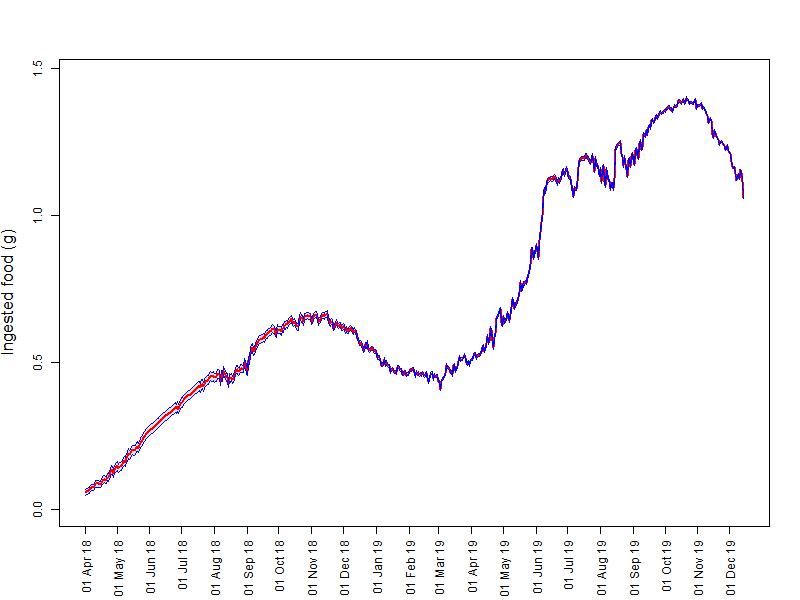 Ingested food (g)
1.5
1.0
0.5
0.0
01 Apr 18
01 May 18
01 Jun 18
01 Jul 18
01 Aug 18
01 Sep 18
01 Oct 18
01 Nov 18
01 Dec 18
01 Jan 19
01 Feb 19
01 Mar 19
01 Apr 19
01 May 19
01 Jun 19
01 Jul 19
01 Aug 19
01 Sep 19
01 Oct 19
01 Nov 19
01 Dec 19